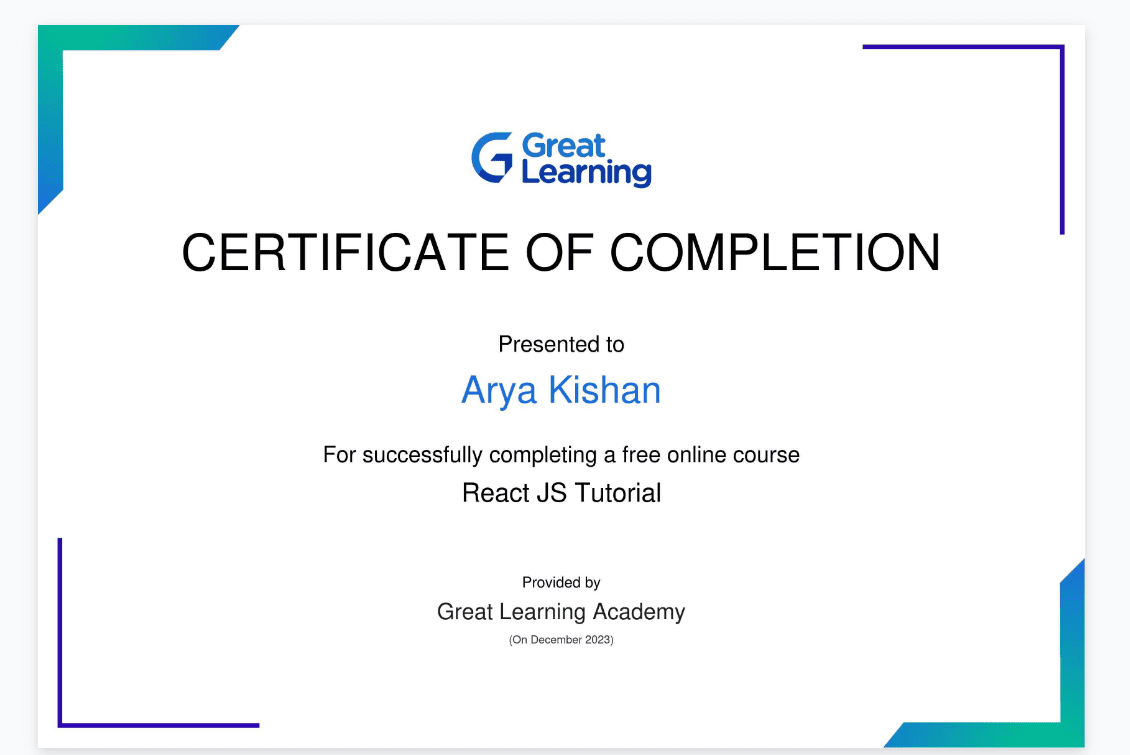 Great
Learning
CERTIFICATE OF COMPLETION
Presented to
Arya Kishan
For successfully completing a free online course
React JS Tutorial
Provided by
Great Learning Academy
(On December 2023)